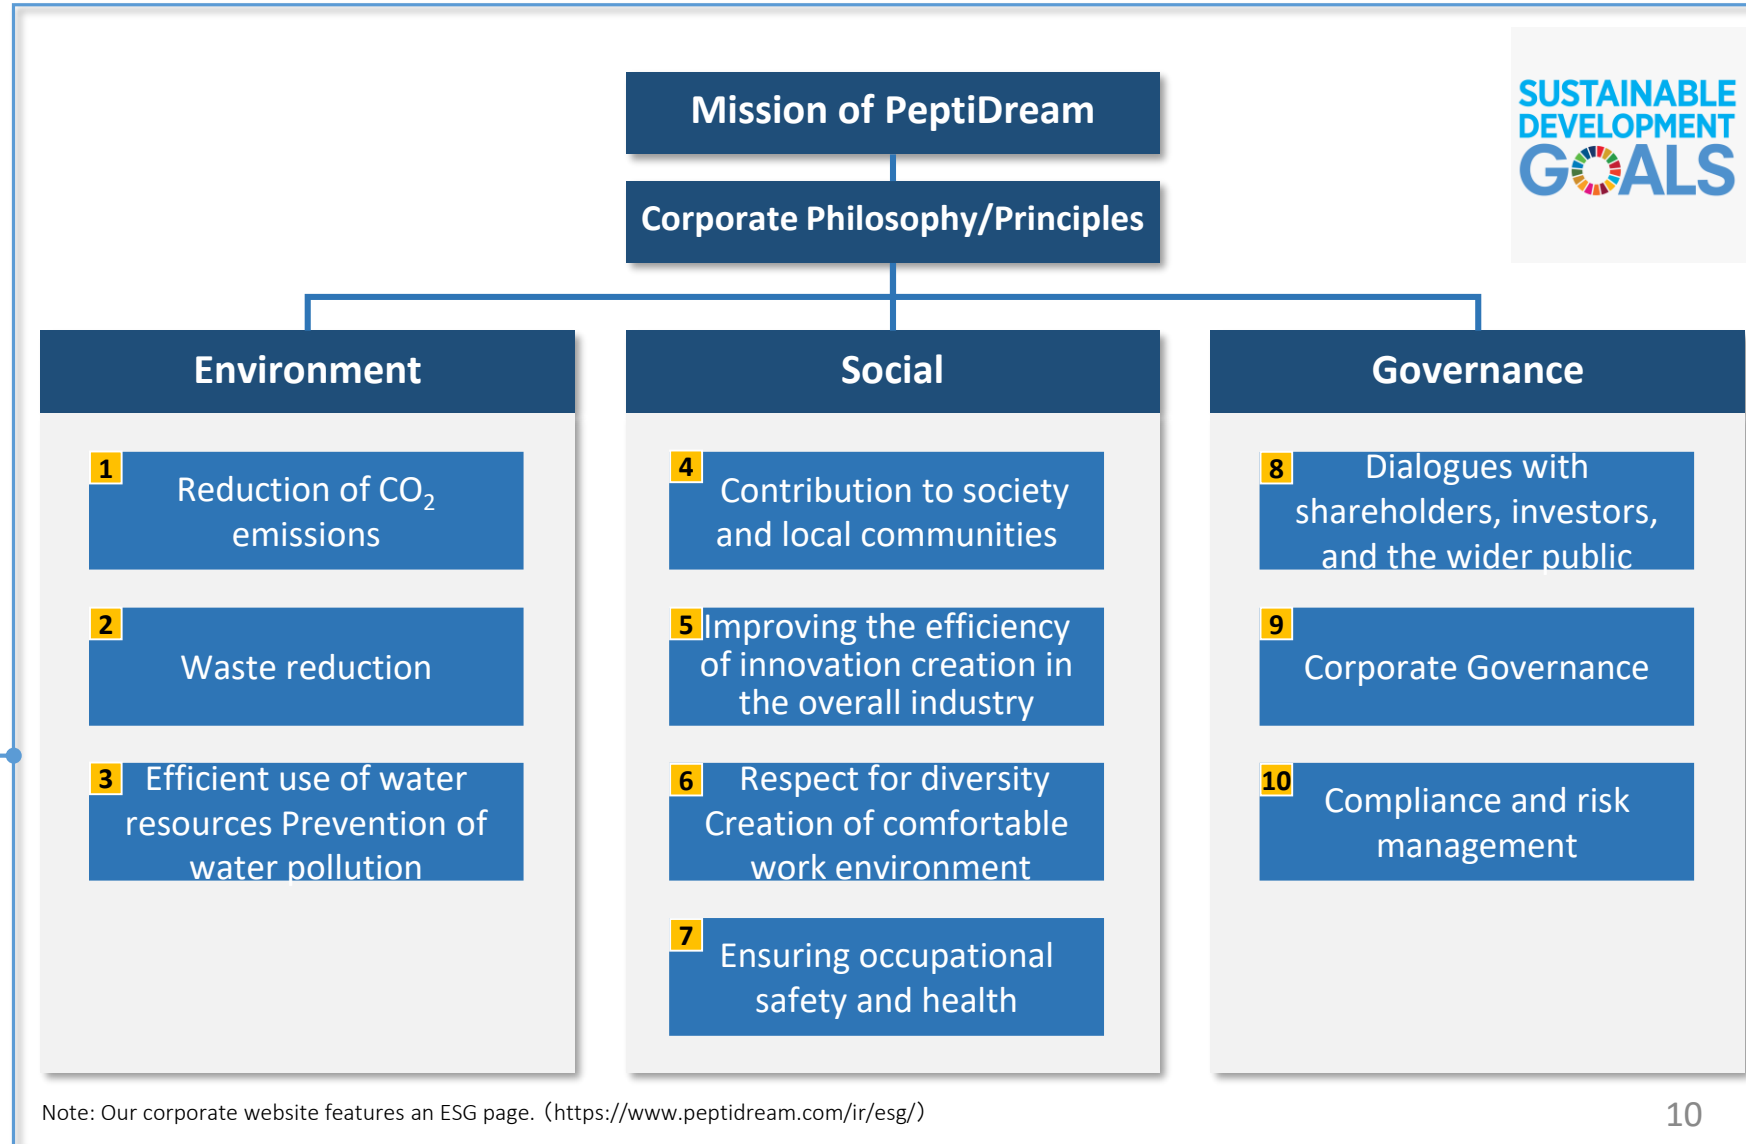 Mission of PeptiDream
SUSTAINABLE
DEVELOPMENT
GOALS
Corporate Philosophy/Principles
Environment
1
Reduction of CO₂
emissions
2
Waste reduction
3
Efficient use of water
resources Prevention of
water pollution
Social
4
Contribution to society
and local communities
5
Improving the efficiency
of innovation creation in
the overall industry
6
Respect for diversity
Creation of comfortable
work environment
7
Ensuring occupational
safety and health
Governance
8
Dialogues with
shareholders, investors,
and the wider public
9
Corporate Governance
10
Compliance and risk
management
Note: Our corporate website features an ESG page.（https://www.peptidream.com/ir/esg/）
10